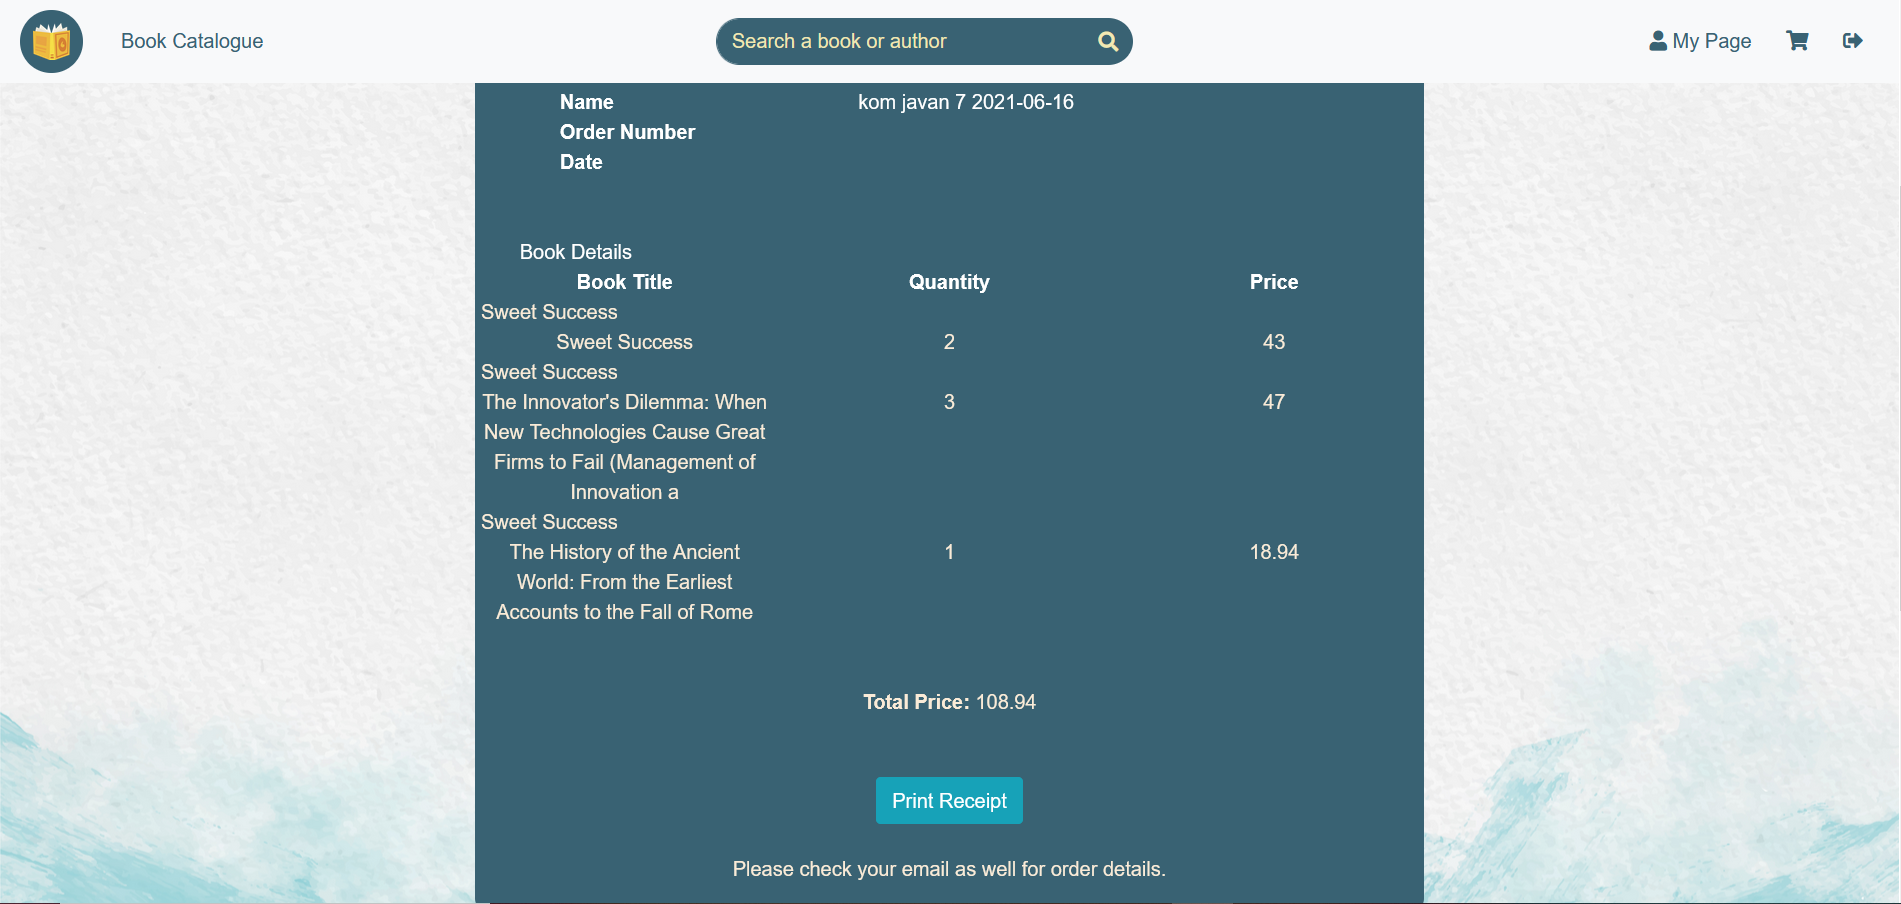 Book Catalogue
Search a book or author
My Page
Name kom javan 7 2021-06-16
Order Number
Date
Book Details
Book Title Quantity Price
Sweet Success
Sweet Success 2 43
Sweet Success
The Innovator's Dilemma: When 3 47
New Technologies Cause Great
Firms to Fail (Management of
Innovation a
Sweet Success
The History of the Ancient 1 18.94
World: From the Earliest
Accounts to the Fall of Rome
Total Price: 108.94
Print Receipt
Please check your email as well for order details.